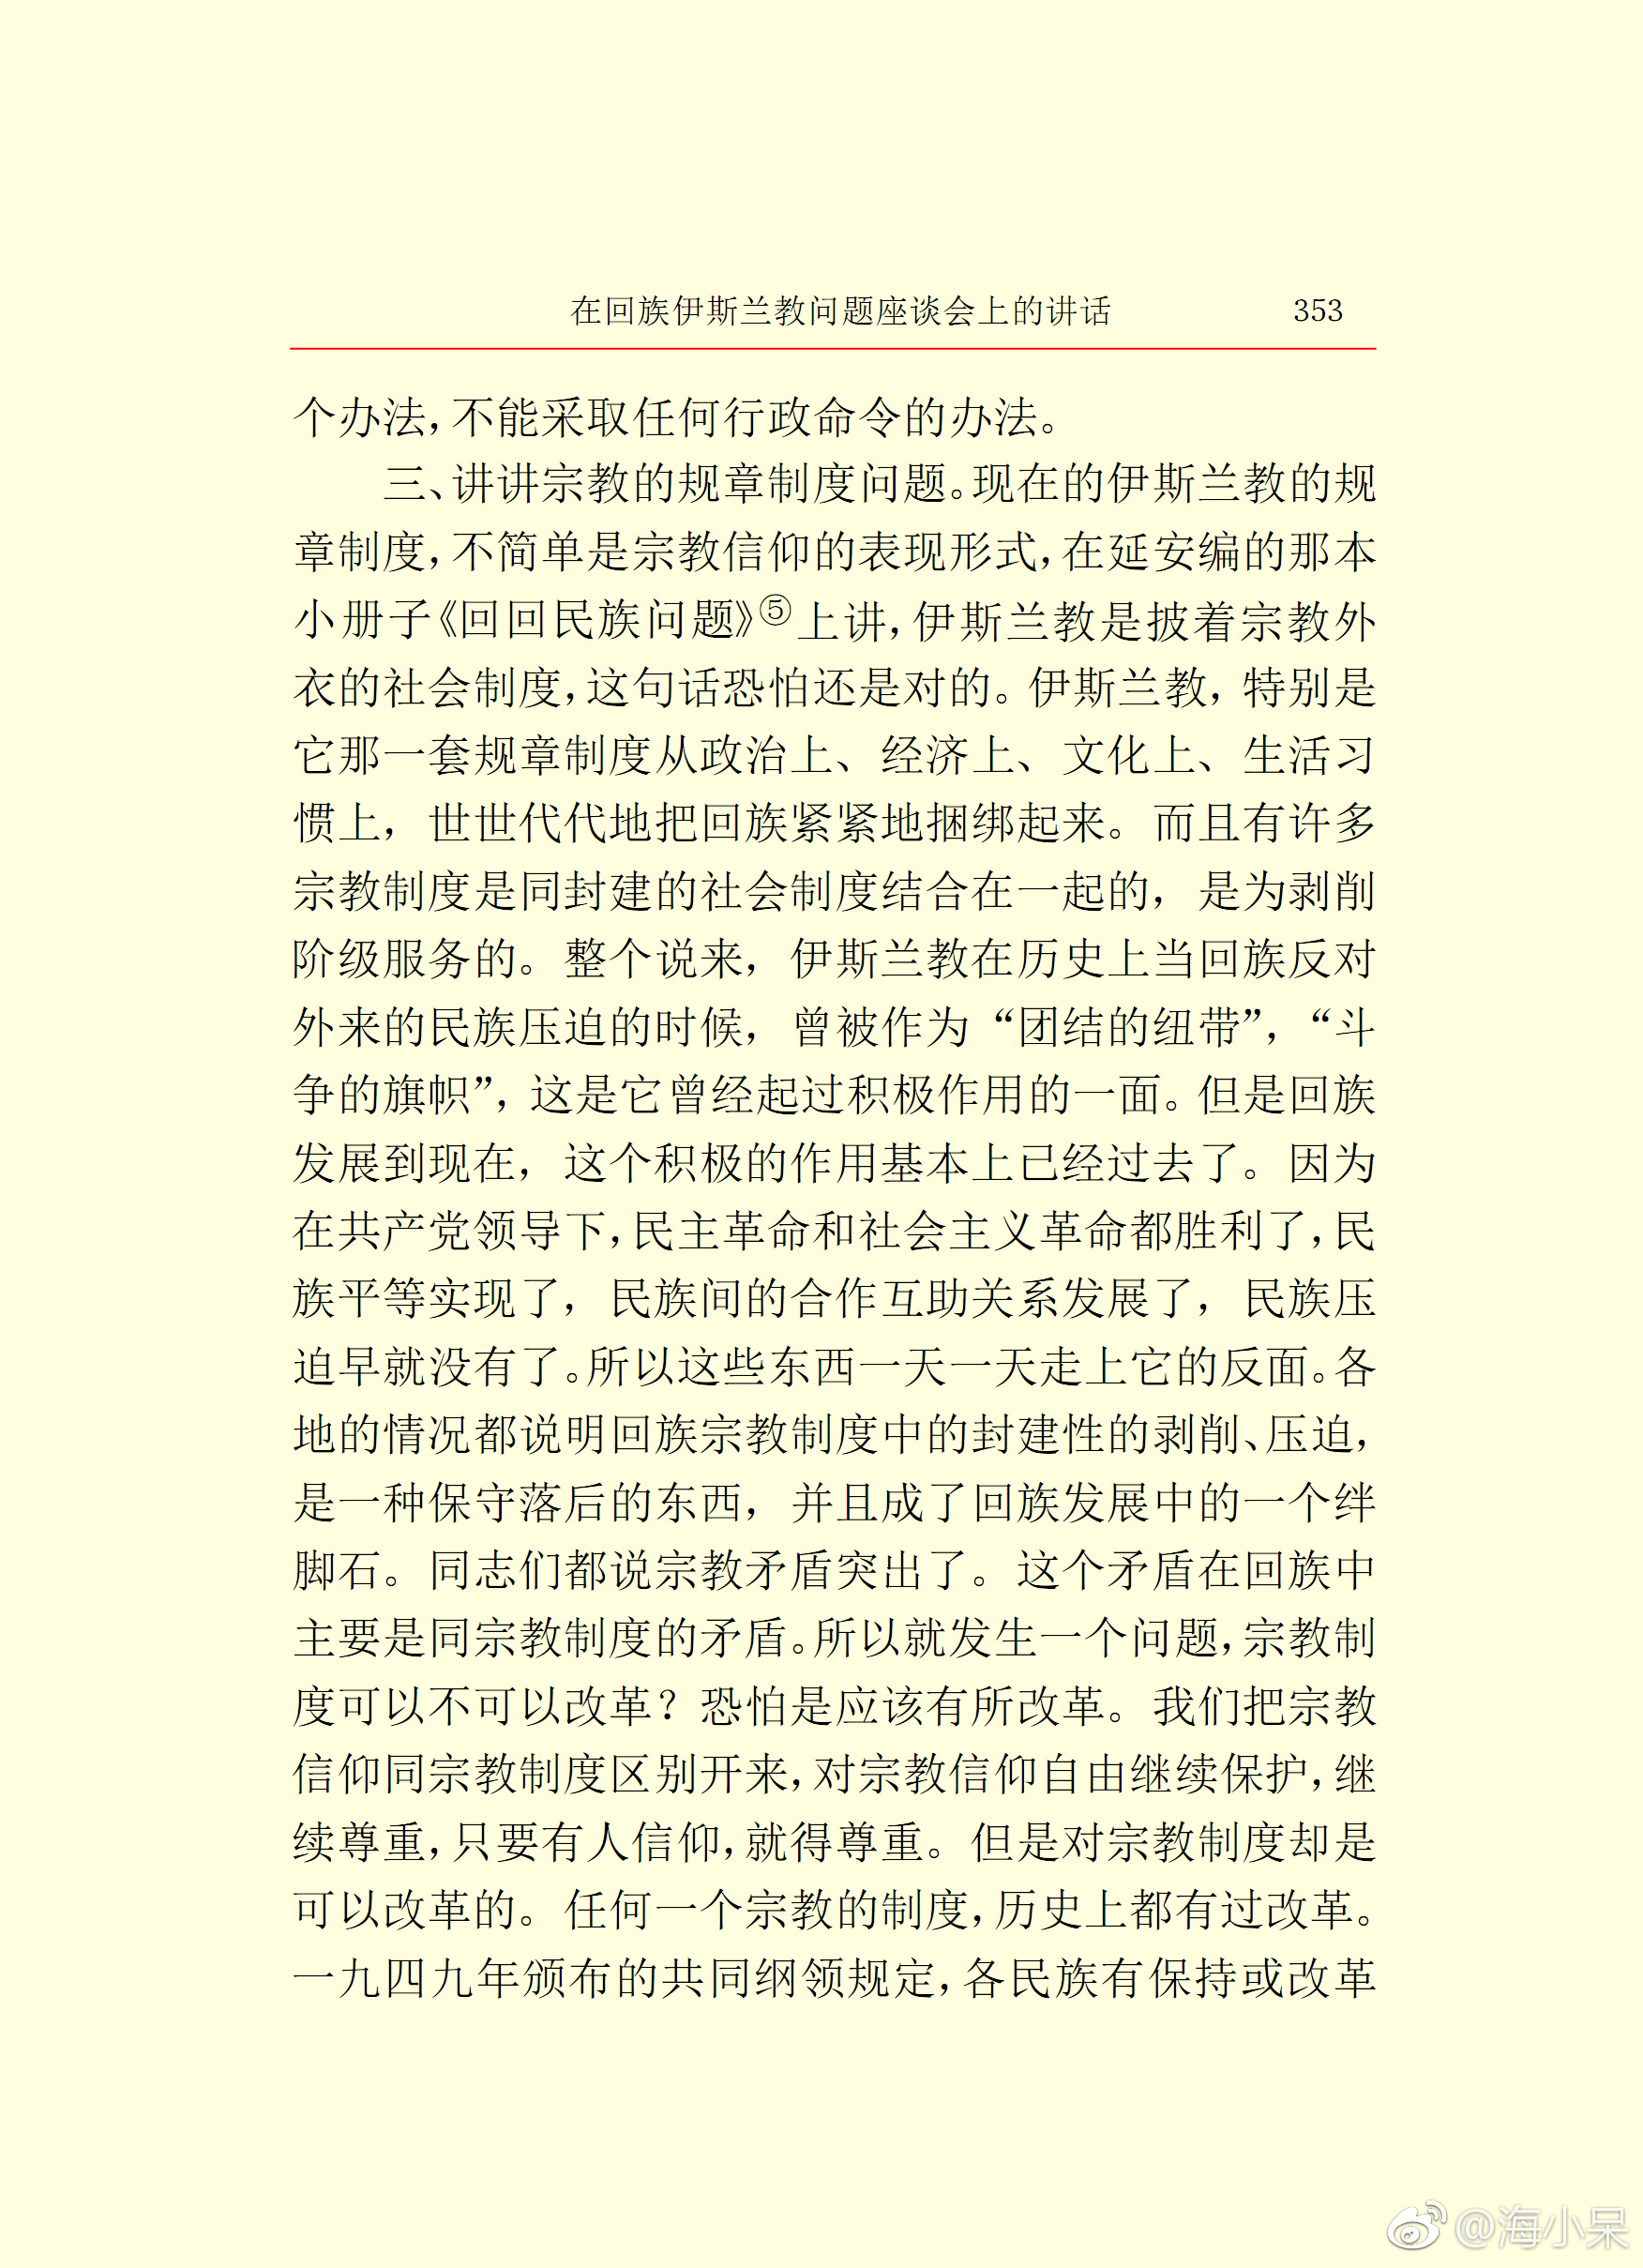 在回族伊斯兰教问题座谈会上的讲话 353
个办法，不能采取任何行政命令的办法。
三、讲讲宗教的规章制度问题。现在的伊斯兰教的规
章制度，不简单是宗教信仰的表现形式，在延安编的那本
小册子《回回民族问题》⑤上讲，伊斯兰教是披着宗教外
衣的社会制度，这句话恐怕还是对的。伊斯兰教，特别是
它那一套规章制度从政治上、经济上、文化上、生活习
惯上，世世代代地把回族紧紧地捆绑起来。而且有许多
宗教制度是同封建的社会制度结合在一起的，是为剥削
阶级服务的。整个说来，伊斯兰教在历史上当回族反对
外来的民族压迫的时候，曾被作为“团结的纽带”，“斗
争的旗帜”，这是它曾经起过积极作用的一面。但是回族
发展到现在，这个积极的作用基本上已经过去了。因为
在共产党领导下，民主革命和社会主义革命都胜利了，民
族平等实现了，民族间的合作互助关系发展了，民族压
迫早就没有了。所以这些东西一天一天走上它的反面。各
地的情况都说明回族宗教制度中的封建性的剥削、压迫，
是一种保守落后的东西，并且成了回族发展中的一个绊
脚石。同志们都说宗教矛盾突出了。这个矛盾在回族中
主要是同宗教制度的矛盾。所以就发生一个问题，宗教制
度可以不可以改革？恐怕是应该有所改革。我们把宗教
信仰同宗教制度区别开来，对宗教信仰自由继续保护，继
续尊重，只要有人信仰，就得尊重。但是对宗教制度却是
可以改革的。任何一个宗教的制度，历史上都有过改革。
一九四九年颁布的共同纲领规定，各民族有保持或改革
@海小呆